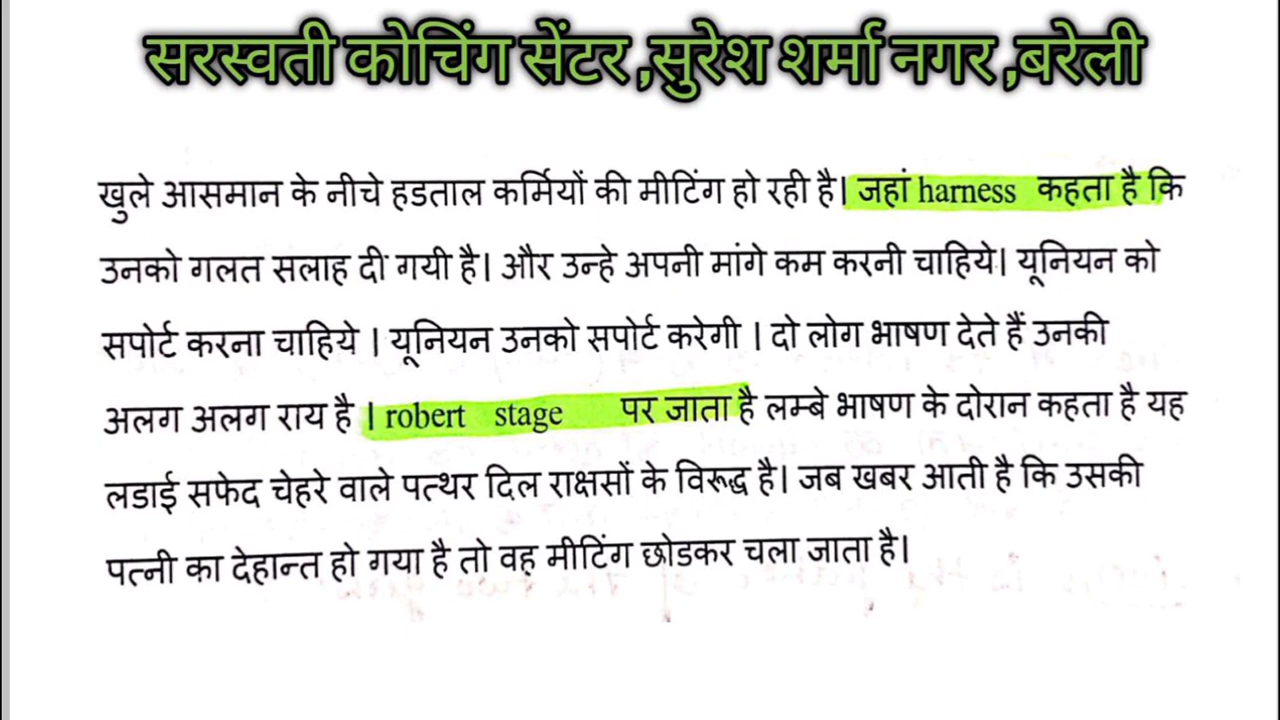 सरस्वती कोचिंग सेंटर ,सुरेश शर्मा नगर ,बरेली
खुले आसमान के नीचे हडताल कर्मियों की मीटिंग हो रही है। जहां harness कहता है कि
उनको गलत सलाह दी गयी है। और उन्हे अपनी मांगे कम करनी चाहिये। यूनियन को
सपोर्ट करना चाहिये । यूनियन उनको सपोर्ट करेगी । दो लोग भाषण देते हैं उनकी
अलग अलग राय है । robert stage पर जाता है लम्बे भाषण के दोरान कहता है यह
लडाई सफेद चेहरे वाले पत्थर दिल राक्षसों के विरूद्ध है। जब खबर आती है कि उसकी
पत्नी का देहान्त हो गया है तो वह मीटिंग छोडकर चला जाता है।